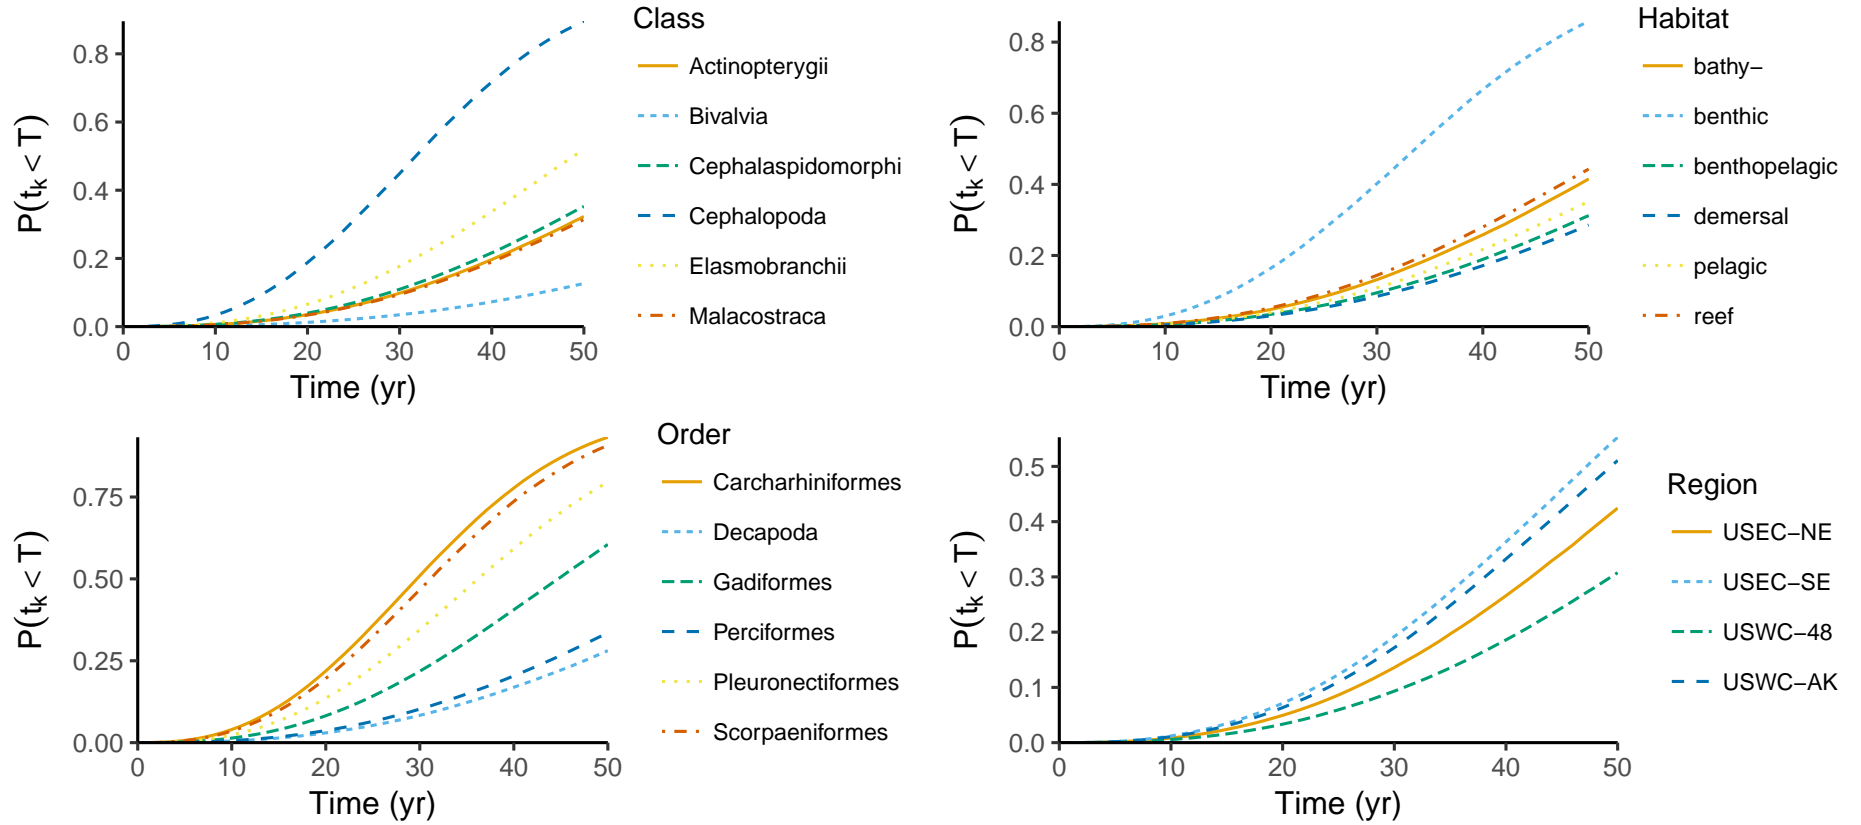 Class
P(tk < T)
0.8
0.6
0.4
0.2
0.0
0 10 20 30 40 50
Time (yr)
Actinopterygii
Bivalvia
Cephalaspidomorphi
Cephalopoda
Elasmobranchii
Malacostraca
Habitat
P(tk < T)
0.8
0.6
0.4
0.2
0.0
0 10 20 30 40 50
Time (yr)
bathy−
benthic
benthopelagic
demersal
pelagic
reef
Order
P(tk < T)
0.75
0.50
0.25
0.00
0 10 20 30 40 50
Time (yr)
Carcharhiniformes
Decapoda
Gadiformes
Perciformes
Pleuronectiformes
Scorpaeniformes
P(tk < T)
0.5
0.4
0.3
0.2
0.1
0.0
0 10 20 30 40 50
Time (yr)
Region
USEC−NE
USEC−SE
USWC−48
USWC−AK